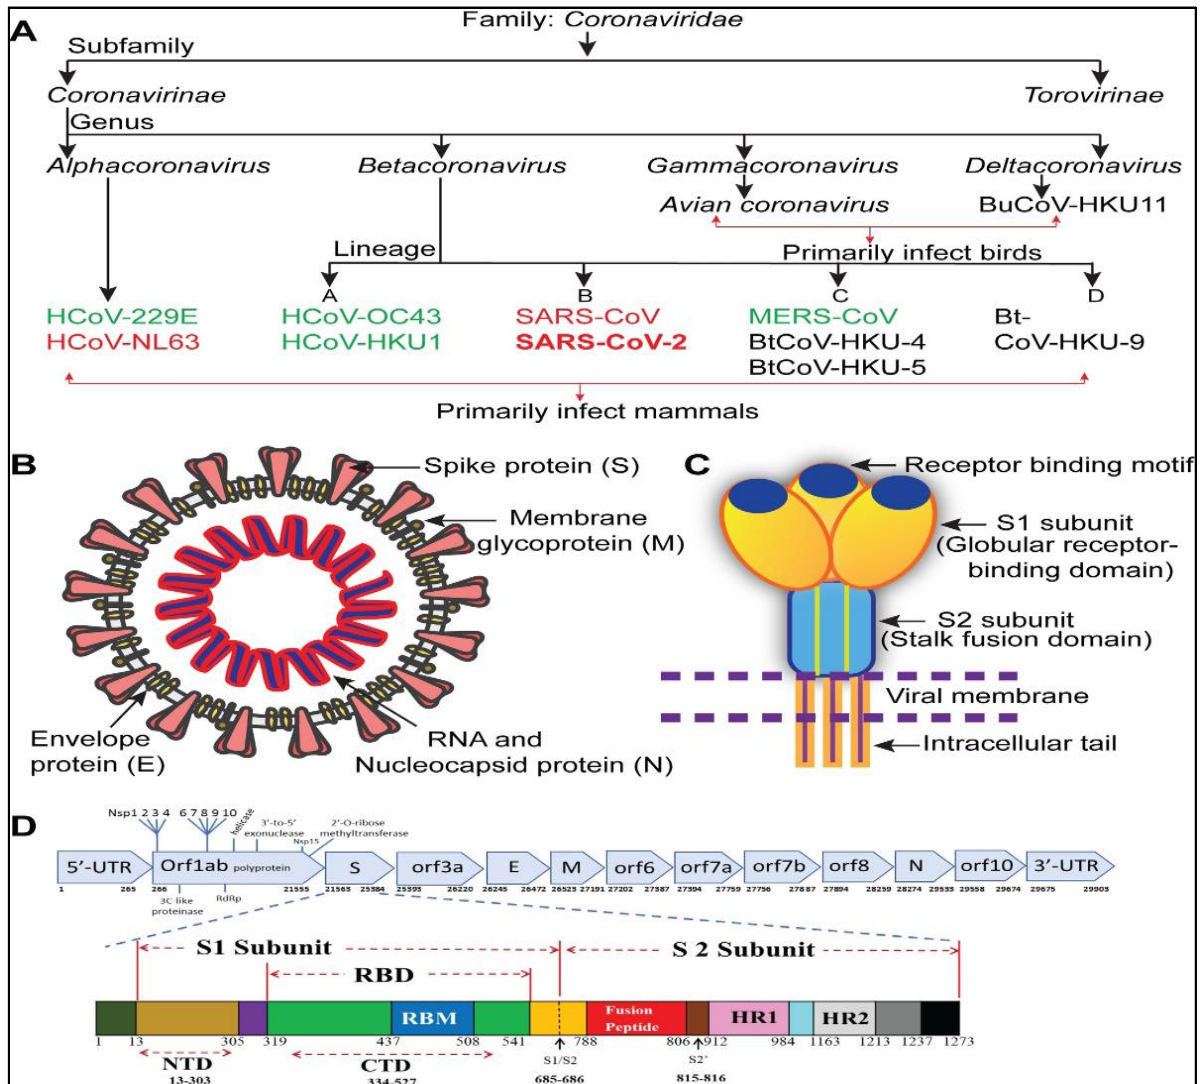 A
Family: Coronaviridae
Subfamily
Coronavirinae Torovirinae
Genus
Alphacoronavirus Betacoronavirus Gammacoronavirus Deltacoronavirus
Avian coronavirus BuCoV-HKU11
Lineage Primarily infect birds
A B C D
HCoV-229E HCoV-OC43 SARS-CoV MERS-CoV Bt-
HCoV-NL63 HCoV-HKU1 SARS-CoV-2 BtCoV-HKU-4 CoV-HKU-9
BtCoV-HKU-5
Primarily infect mammals
B
Spike protein (S)
Membrane
glycoprotein (M)
Envelope
protein (E)
RNA and
Nucleocapsid protein (N)
C
Receptor binding motif
S1 subunit
(Globular receptor-
binding domain)
S2 subunit
(Stalk fusion domain)
Viral membrane
Intracellular tail
D
Nsp1 2 3 4 6 7 8 9 10 helicase 3'-to-5' exonuclease Nsp15 2'-O-ribose methyltransferase
5'-UTR Orf1ab polyprotein S orf3a E M orf6 orf7a orf7b orf8 N orf10 3'-UTR
1 265 266 21555 21563 25384 25393 26220 26245 26472 26523 27191 27202 27387 27394 27759 27756 27887 27894 28259 28274 29533 29558 29674 29675 29903
3C-like
proteinase
RdRp
S1 Subunit S 2 Subunit
RBD
RBM Fusion Peptide HR1 HR2
1 13 305 319 437 508 541 788 806 912 984 1163 1213 1237 1273
NTD CTD S1/S2 S2'
13-303 334-527 685-686 815-816